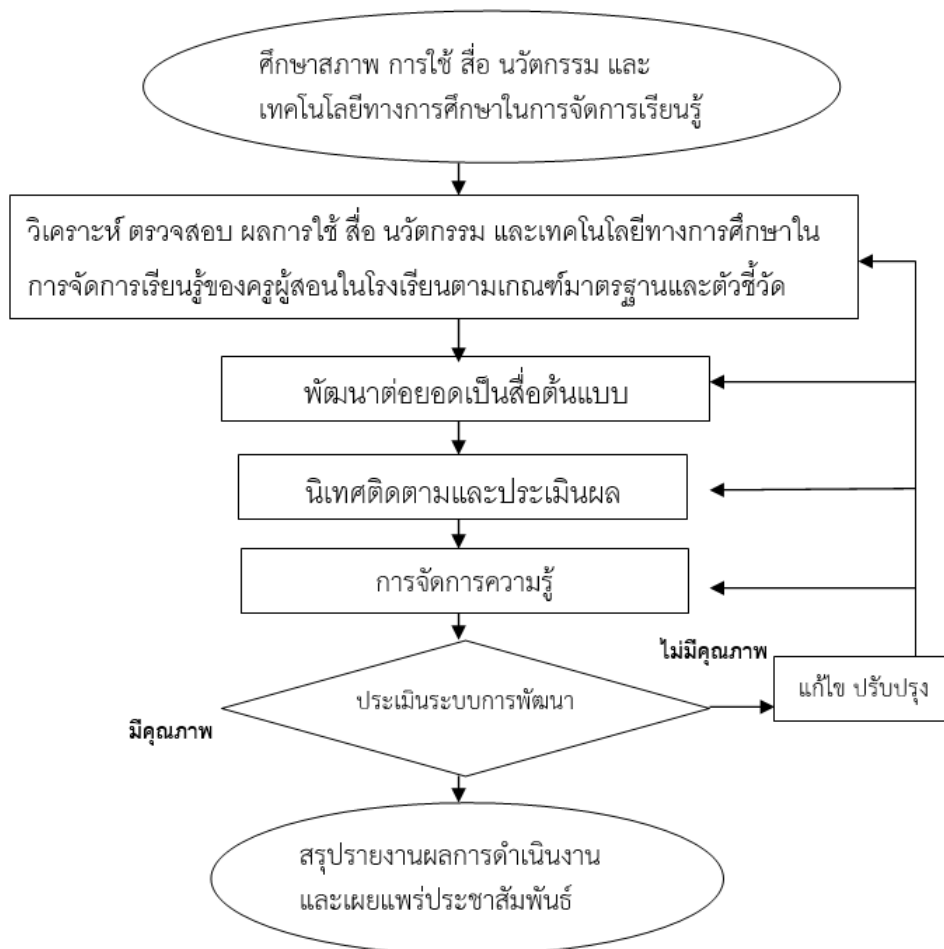 ศึกษาสภาพ การใช้ สื่อ นวัตกรรม และ
เทคโนโลยีทางการศึกษาในการจัดการเรียนรู้
วิเคราะห์ ตรวจสอบ ผลการใช้ สื่อ นวัตกรรม และเทคโนโลยีทางการศึกษาใน
การจัดการเรียนรู้ของครูผู้สอนในโรงเรียนตามเกณฑ์มาตรฐานและตัวชี้วัด
พัฒนาต่อยอดเป็นสื่อต้นแบบ
นิเทศติดตามและประเมินผล
การจัดการความรู้
ไม่มีคุณภาพ
แก้ไข ปรับปรุง
ประเมินระบบการพัฒนา
มีคุณภาพ
สรุปรายงานผลการดำเนินงาน
และเผยแพร่ประชาสัมพันธ์